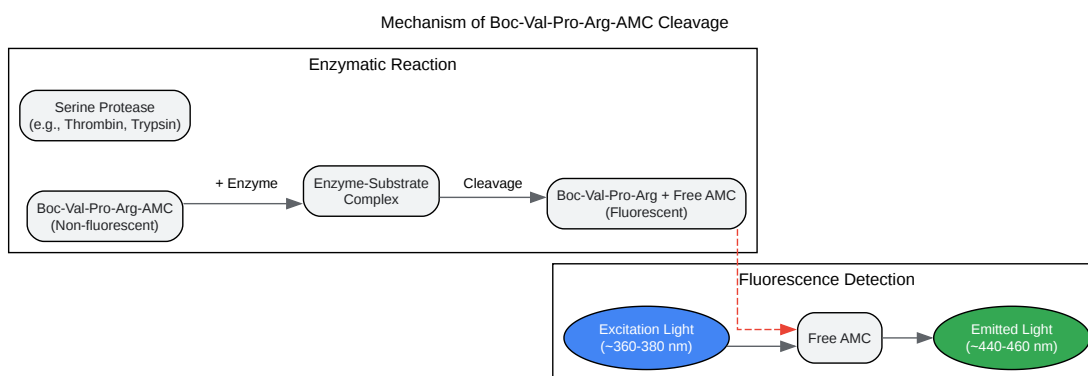 Mechanism of Boc-Val-Pro-Arg-AMC Cleavage
Enzymatic Reaction
Serine Protease
(e.g., Thrombin, Trypsin)
Boc-Val-Pro-Arg-AMC
(Non-fluorescent)
+ Enzyme
Enzyme-Substrate
Complex
Cleavage
Boc-Val-Pro-Arg + Free AMC
(Fluorescent)
Fluorescence Detection
Excitation Light
(~360-380 nm)
Free AMC
Emitted Light
(~440-460 nm)